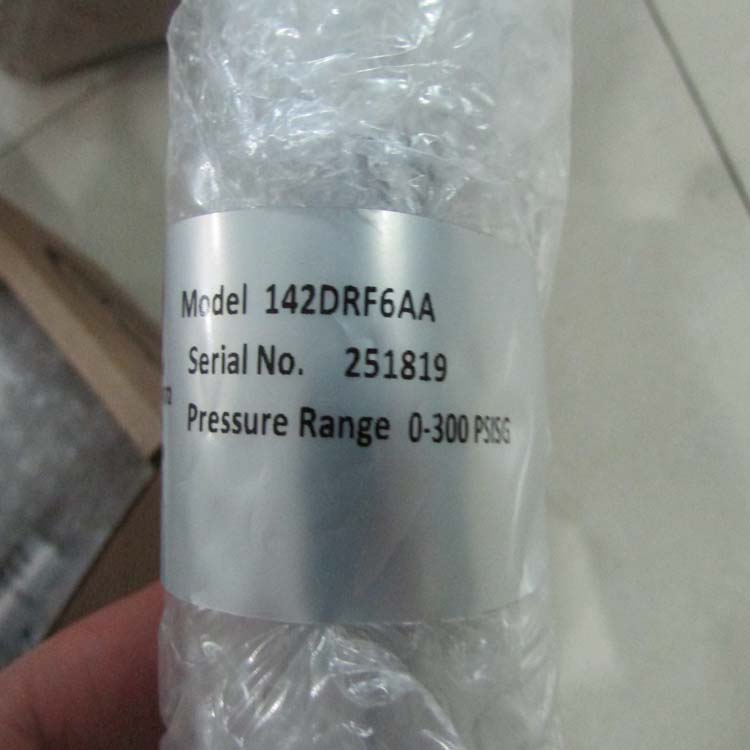 Model 142DRF6AA
Serial No. 251819
Pressure Range 0-300 PSISG